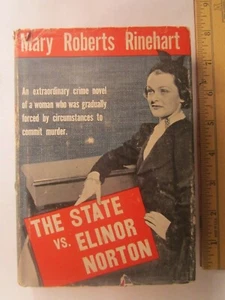 Mary Roberts Rinehart
An extraordinary crime novel
of a woman who was gradually
forced by circumstances to
commit murder.
THE STATE
vs. ELINOR
NORTON